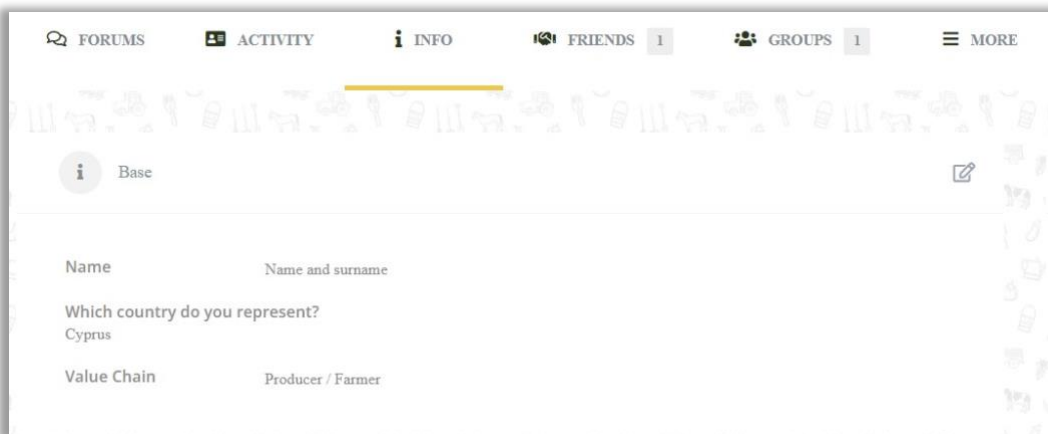 FORUMS ACTIVITY INFO FRIENDS 1 GROUPS 1 MORE
Base
Name Name and surname
Which country do you represent?
Cyprus
Value Chain Producer / Farmer